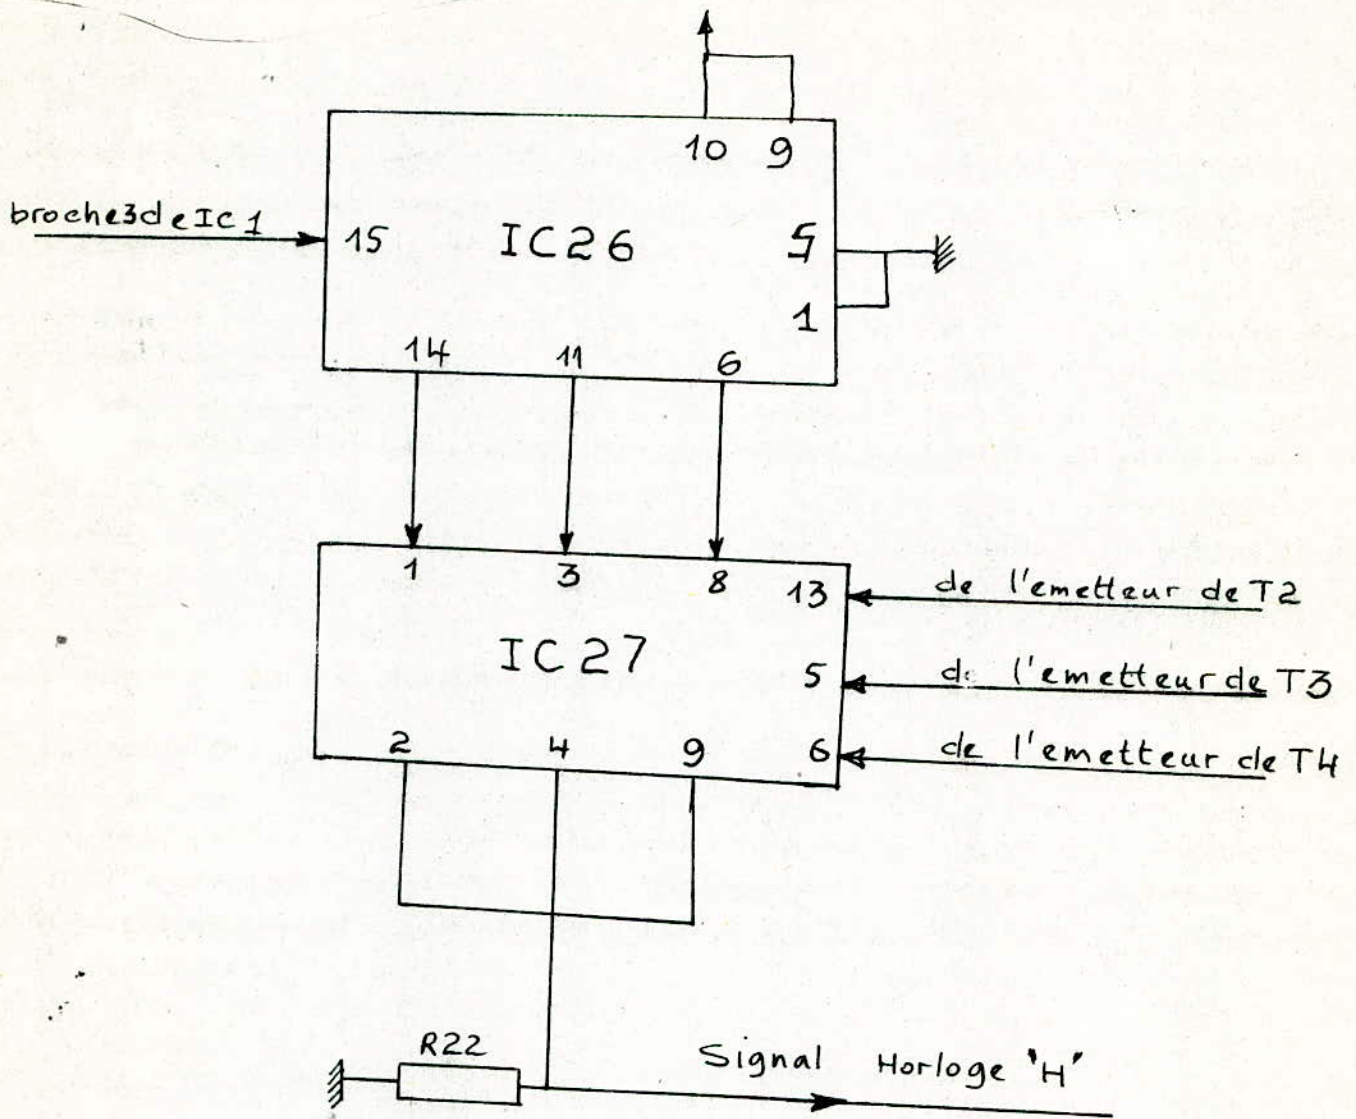 10 9
broche3deIC1
15 IC26 5
1
14 11 6
1 3 8 13 de l'emetteur de T2
IC27 5 de l'emetteur de T3
2 4 9 6 de l'emetteur de T4
R22
Signal Horloge 'H'